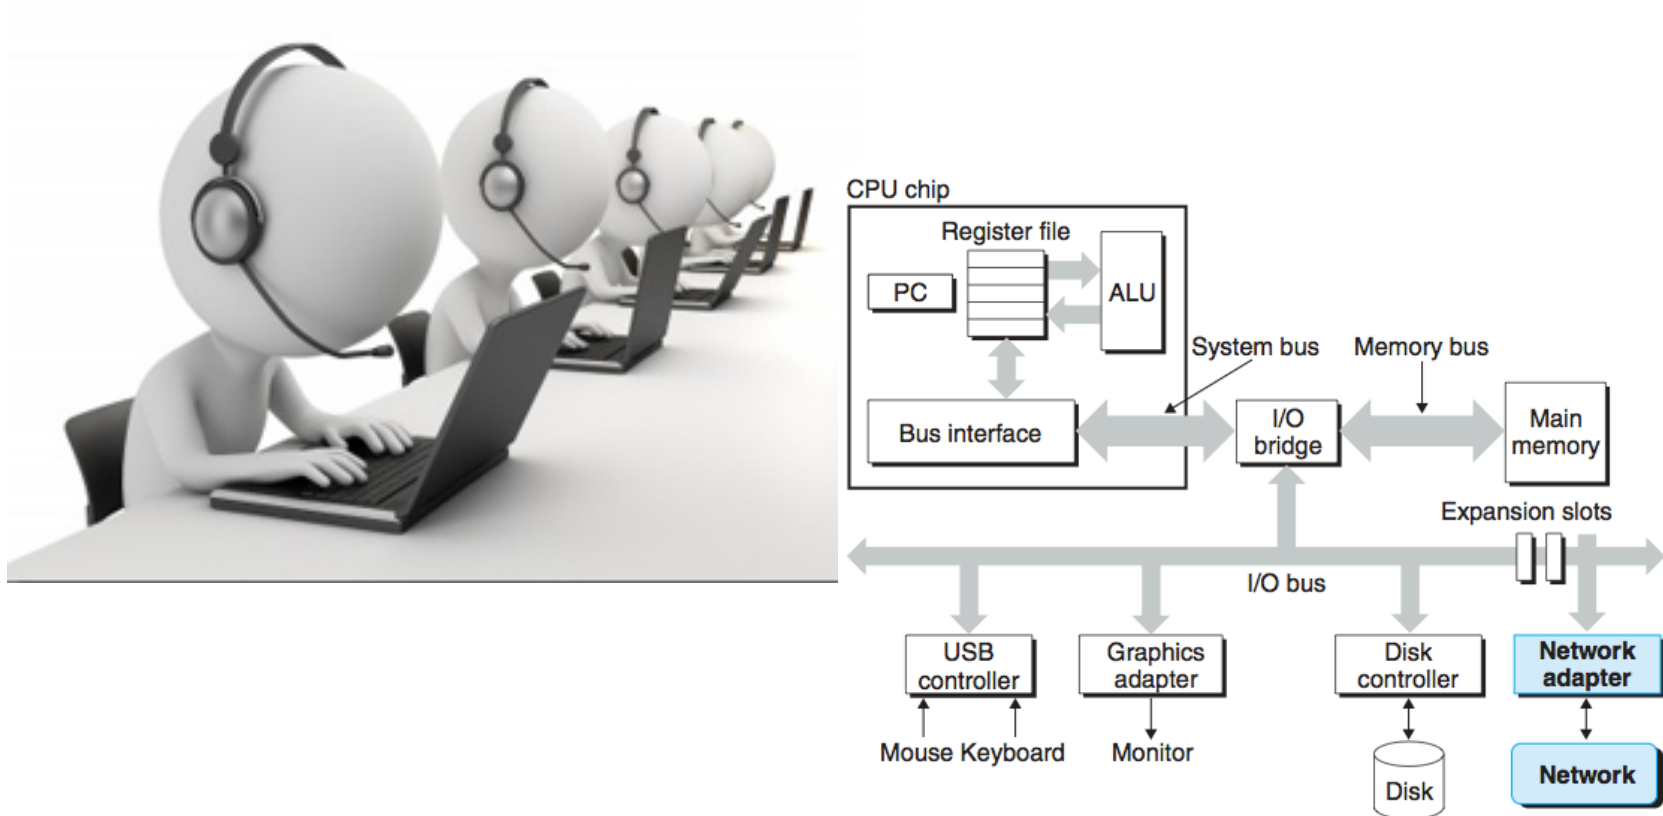 CPU chip
Register file
PC
ALU
System bus
Memory bus
Bus interface
I/O
bridge
Main
memory
Expansion slots
I/O bus
USB
controller
Graphics
adapter
Disk
controller
Network
adapter
Mouse Keyboard
Monitor
Disk
Network